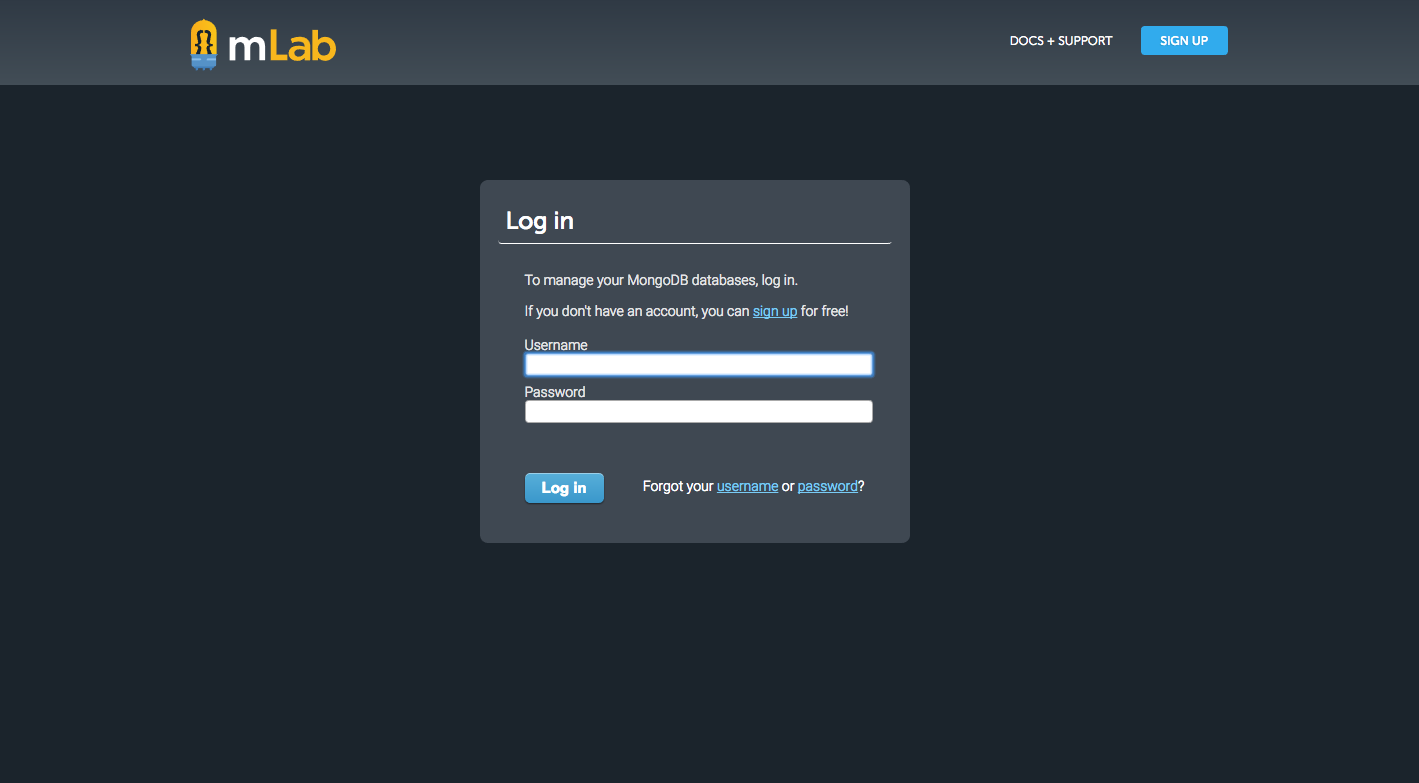 mLab
DOCS + SUPPORT
SIGN UP
Log in
To manage your MongoDB databases, log in.
If you don't have an account, you can sign up for free!
Username
Password
Log in
Forgot your username or password?